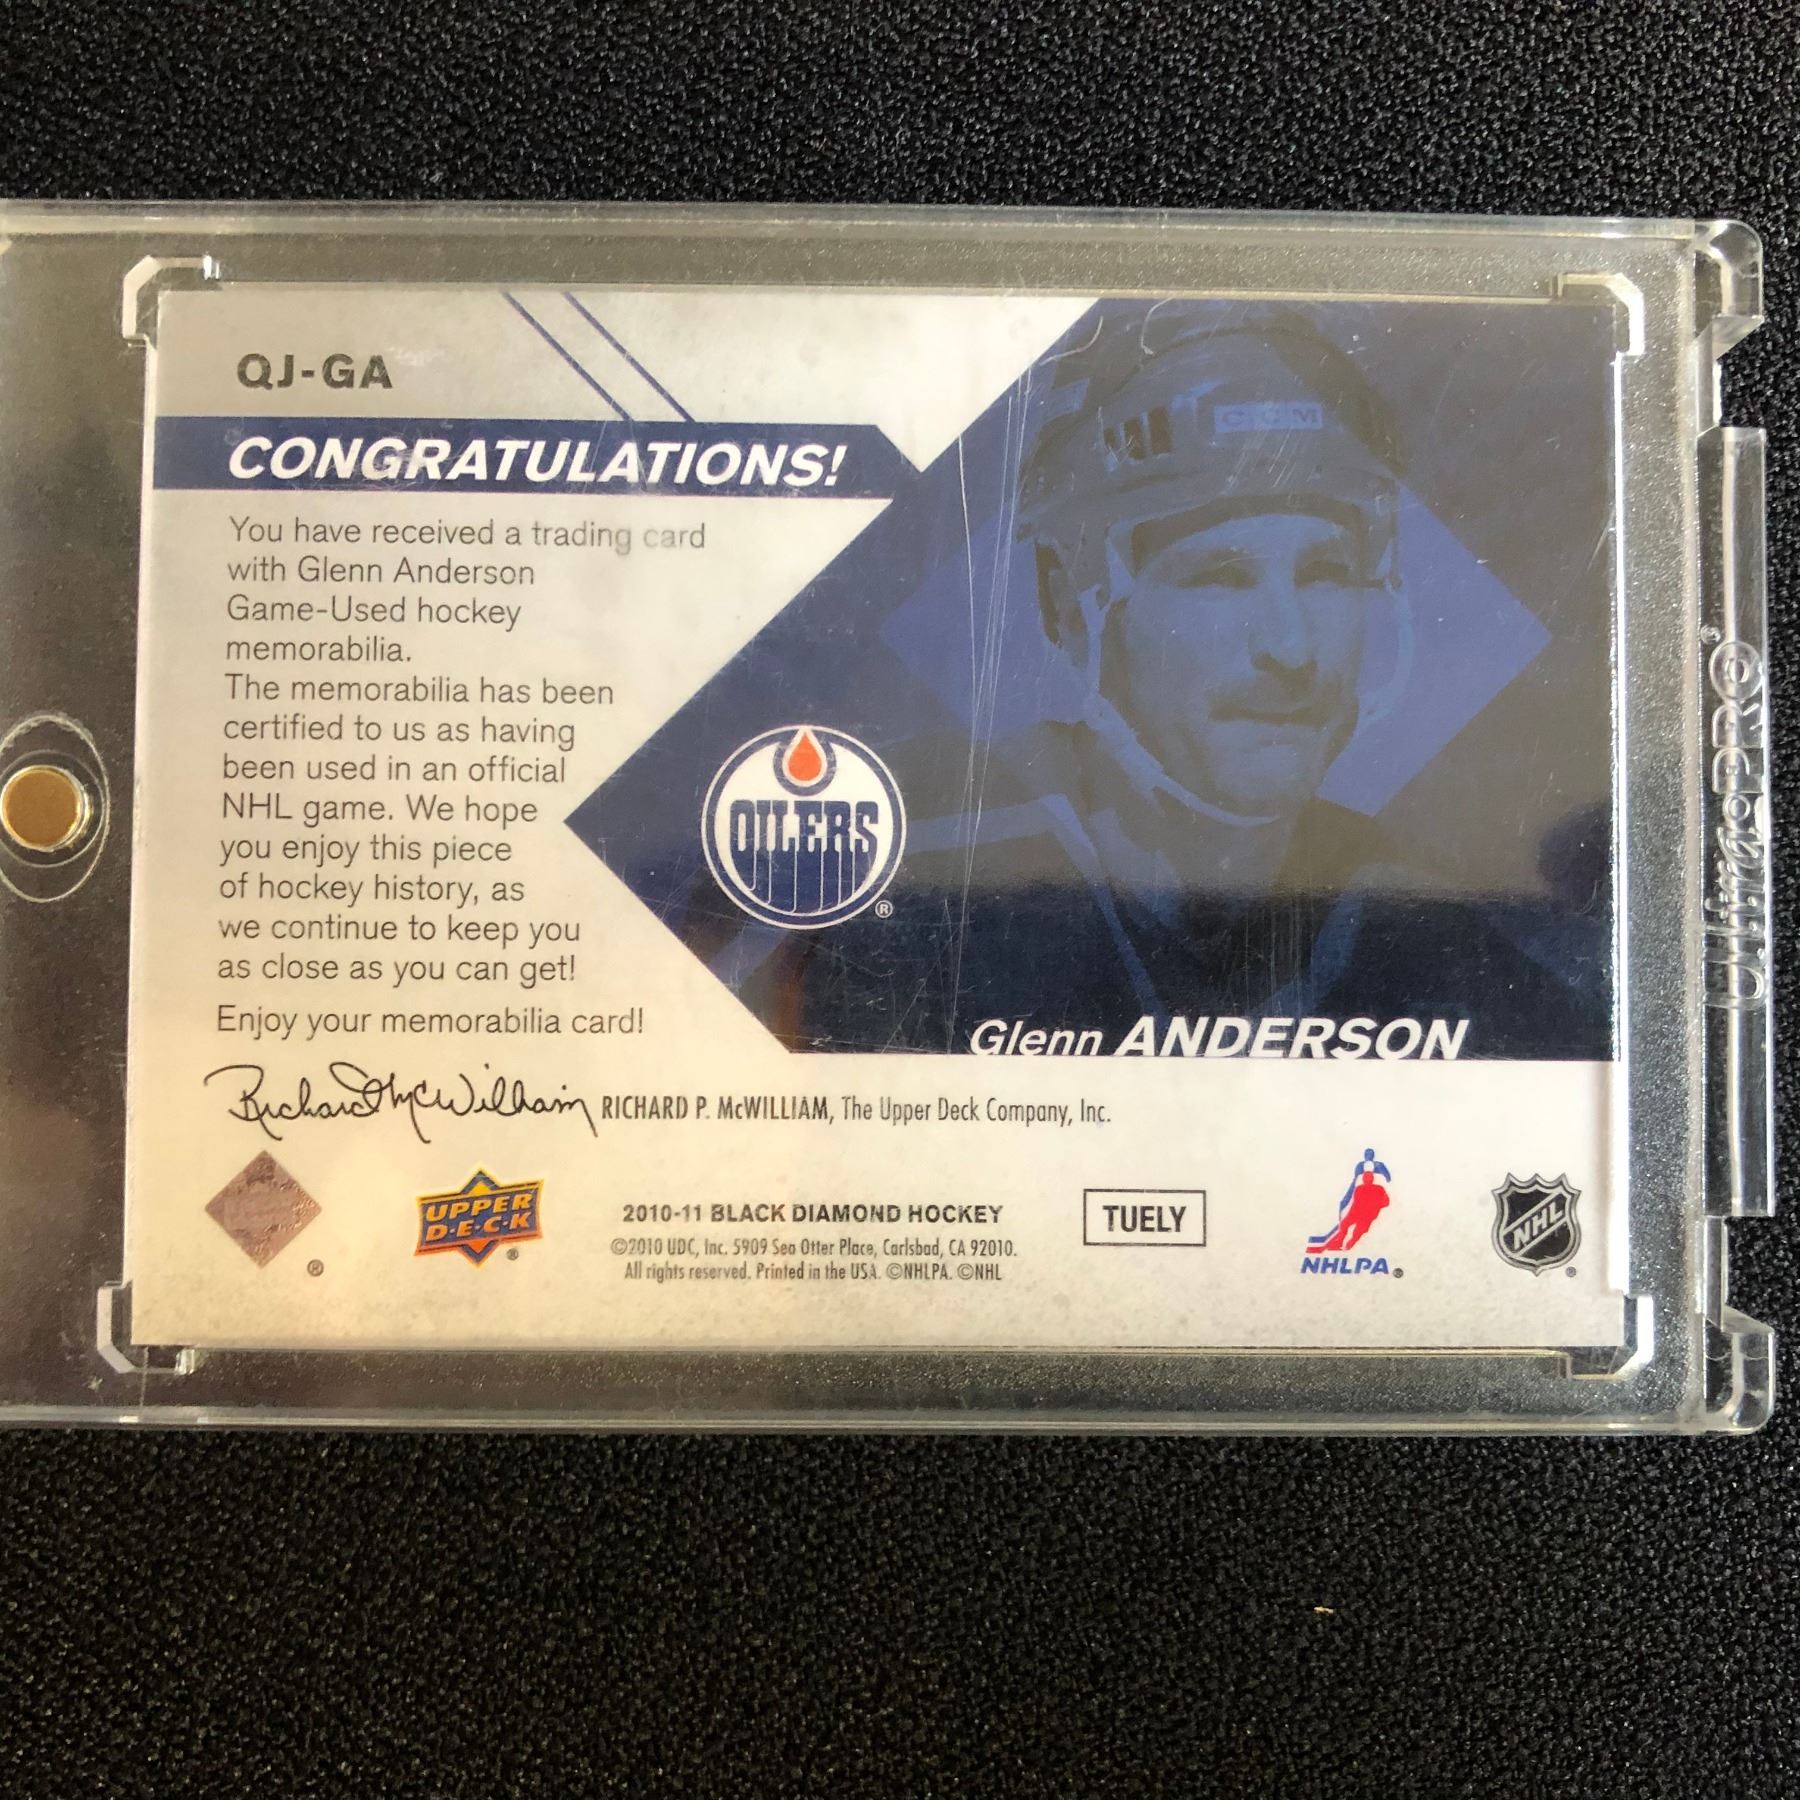 QJ-GA
CONGRATULATIONS!
You have received a trading card
with Glenn Anderson
Game-Used hockey
memorabilia.
The memorabilia has been
certified to us as having
been used in an official
NHL game. We hope
you enjoy this piece
of hockey history, as
we continue to keep you
as close as you can get!
Enjoy your memorabilia card!
CCM
OILERS
®
Glenn ANDERSON
Richard McWilliam RICHARD P. McWILLIAM, The Upper Deck Company, Inc.
®
UPPER
D·E·C·K
®
2010-11 BLACK DIAMOND HOCKEY
©2010 UDC, Inc. 5909 Sea Otter Place, Carlsbad, CA 92010.
All rights reserved. Printed in the USA. ©NHLPA. ©NHL
TUELY
NHLPA®
NHL
®
Ultra•PRO®